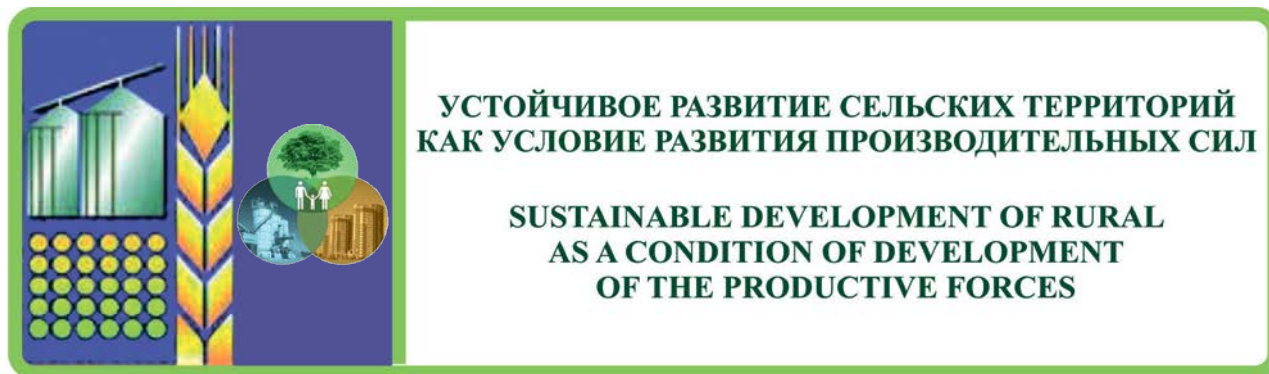 УСТОЙЧИВОЕ РАЗВИТИЕ СЕЛЬСКИХ ТЕРРИТОРИЙ
КАК УСЛОВИЕ РАЗВИТИЯ ПРОИЗВОДИТЕЛЬНЫХ СИЛ
SUSTAINABLE DEVELOPMENT OF RURAL
AS A CONDITION OF DEVELOPMENT
OF THE PRODUCTIVE FORCES